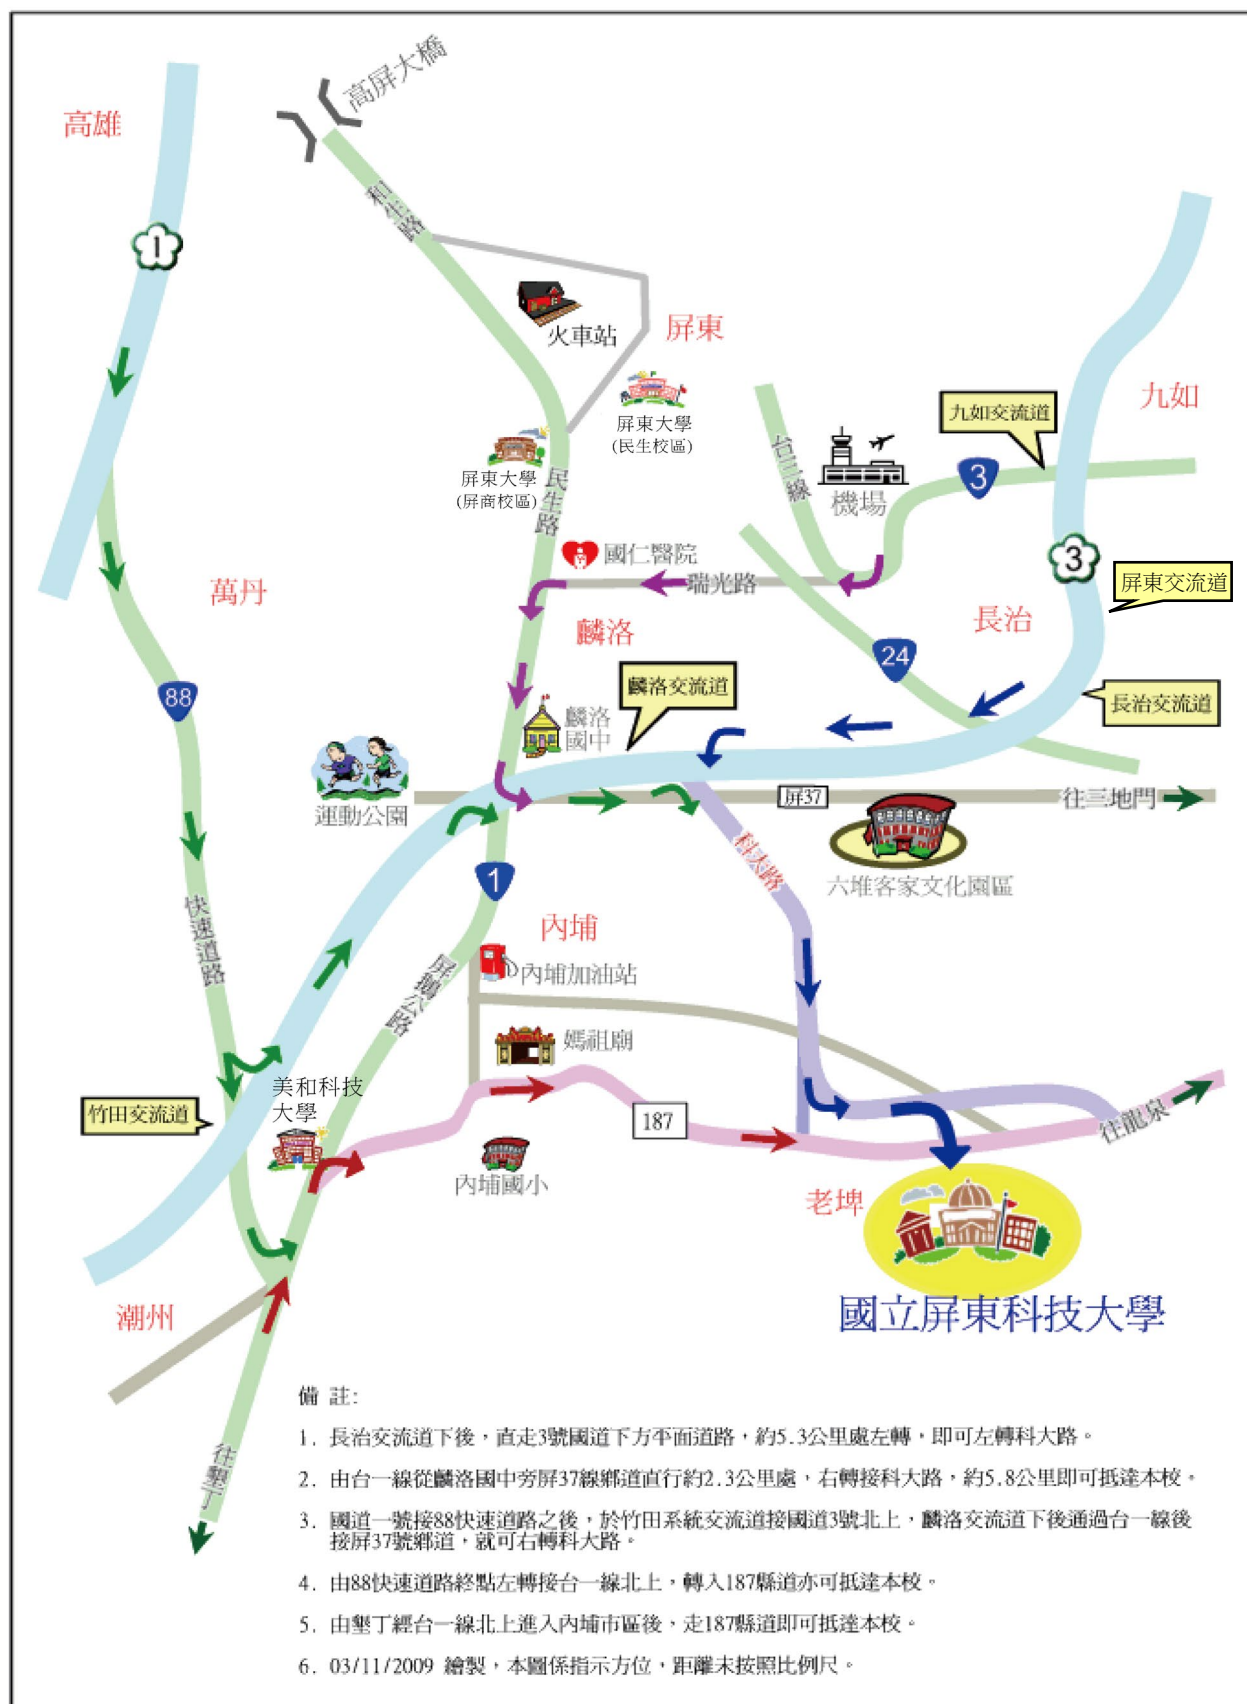 高屏大橋
高雄
1
和生路
火車站
屏東
九如
屏東大學
(民生校區)
屏東大學
(屏商校區)
民生路
台三線
機場
3
九如交流道
3
屏東交流道
國仁醫院
瑞光路
萬丹
麟洛
長治
24
88
麟洛交流道
長治交流道
麟洛
國中
運動公園
屏37
往三地門
科大路
六堆客家文化園區
1
快速道路
屏鵝公路
內埔
內埔加油站
媽祖廟
美和科技
大學
竹田交流道
187
往龍泉
內埔國小
老埤
國立屏東科技大學
潮州
往墾丁
備 註:
1. 長治交流道下後，直走3號國道下方平面道路，約5.3公里處左轉，即可左轉科大路。
2. 由台一線從麟洛國中旁屏37線鄉道直行約2.3公里處，右轉接科大路，約5.8公里即可抵達本校。
3. 國道一號接88快速道路之後，於竹田系統交流道接國道3號北上，麟洛交流道下後通過台一線後
接屏37號鄉道，就可右轉科大路。
4. 由88快速道路終點左轉接台一線北上，轉入187縣道亦可抵達本校。
5. 由墾丁經台一線北上進入內埔市區後，走187縣道即可抵達本校。
6. 03/11/2009 繪製，本圖係指示方位，距離未按照比例尺。